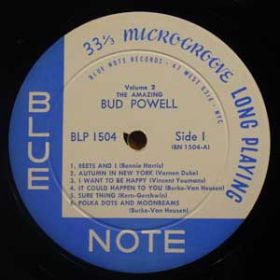 33⅓ MICROGROOVE LONG PLAYING
BLUE NOTE RECORDS • 47 WEST 63rd • NYC
Volume 2
THE AMAZING
BUD POWELL
BLP 1504
Side 1
(BN 1504-A)
1. REETS AND I (Bennie Harris)
2. AUTUMN IN NEW YORK (Vernon Duke)
3. I WANT TO BE HAPPY (Vincent Youmans)
4. IT COULD HAPPEN TO YOU (Burke-Van Heusen)
5. SURE THING (Kern-Gershwin)
6. POLKA DOTS AND MOONBEAMS
(Burke-Van Heusen)
BLUE
NOTE